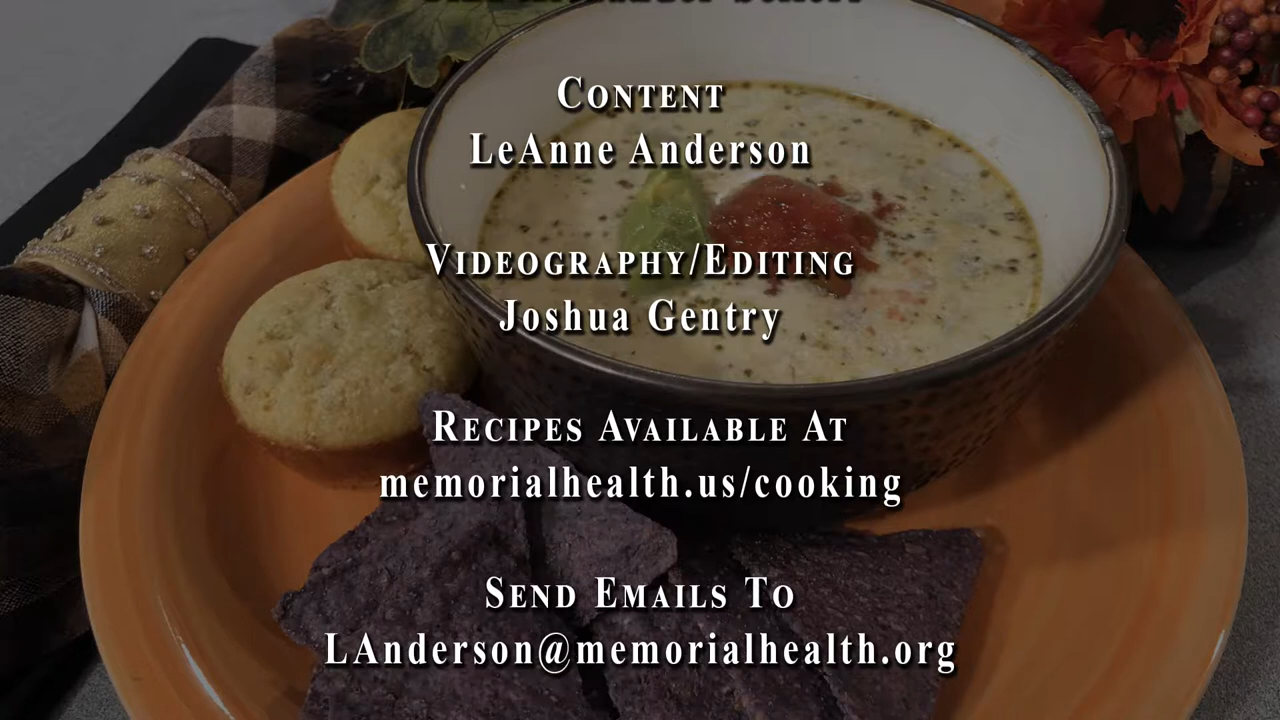 Content
LeAnne Anderson
Videography/Editing
Joshua Gentry
Recipes Available At
memorialhealth.us/cooking
Send Emails To
LAnderson@memorialhealth.org